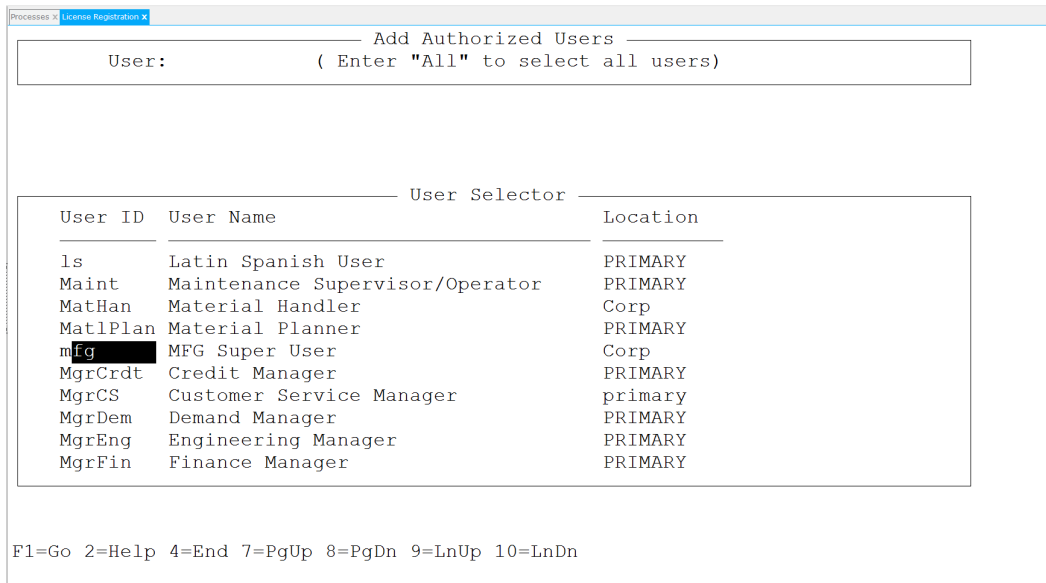 Processes x License Registration x
Add Authorized Users
User: ( Enter "All" to select all users)
User Selector
User ID User Name Location
ls Latin Spanish User PRIMARY
Maint Maintenance Supervisor/Operator PRIMARY
MatHan Material Handler Corp
MatlPlan Material Planner PRIMARY
mfg MFG Super User Corp
MgrCrdt Credit Manager PRIMARY
MgrCS Customer Service Manager primary
MgrDem Demand Manager PRIMARY
MgrEng Engineering Manager PRIMARY
MgrFin Finance Manager PRIMARY
F1=Go 2=Help 4=End 7=PgUp 8=PgDn 9=LnUp 10=LnDn